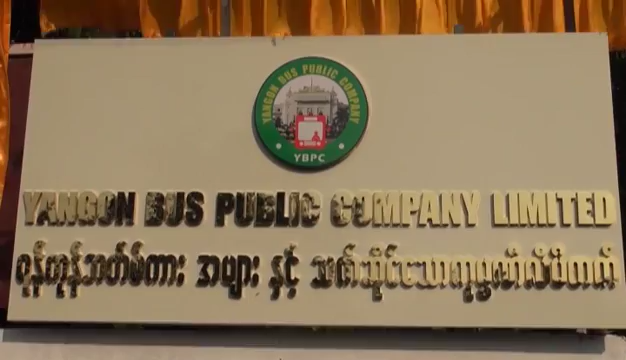 YANGON BUS PUBLIC COMPANY
YBPC
YANGON BUS PUBLIC COMPANY LIMITED
ရန်ကုန်ဘတ်စ်ကား အများ နှင့် သက်ဆိုင်သောကုမ္ပဏီလီမိတက်